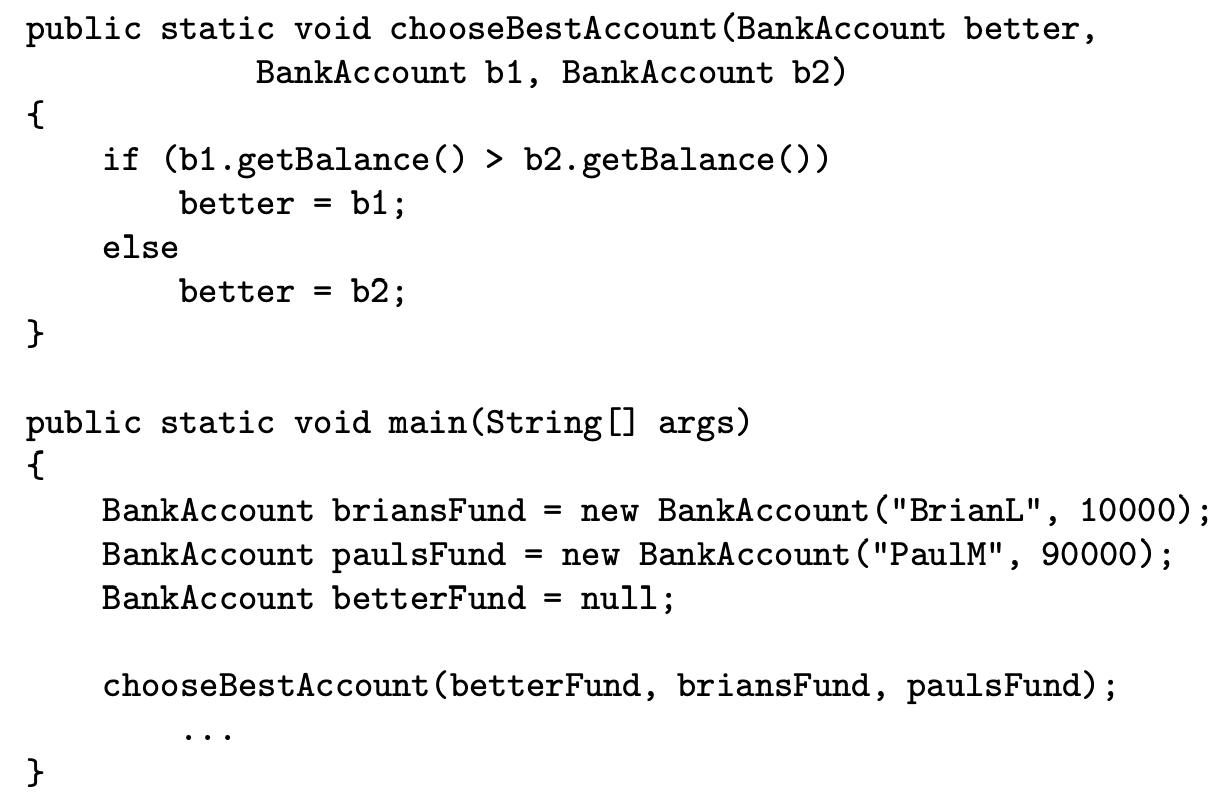 public static void chooseBestAccount(BankAccount better,
            BankAccount b1, BankAccount b2)
{
    if (b1.getBalance() > b2.getBalance())
        better = b1;
    else
        better = b2;
}

public static void main(String[] args)
{
    BankAccount briansFund = new BankAccount("BrianL", 10000);
    BankAccount paulsFund = new BankAccount("PaulM", 90000);
    BankAccount betterFund = null;

    chooseBestAccount(betterFund, briansFund, paulsFund);
        ...
}